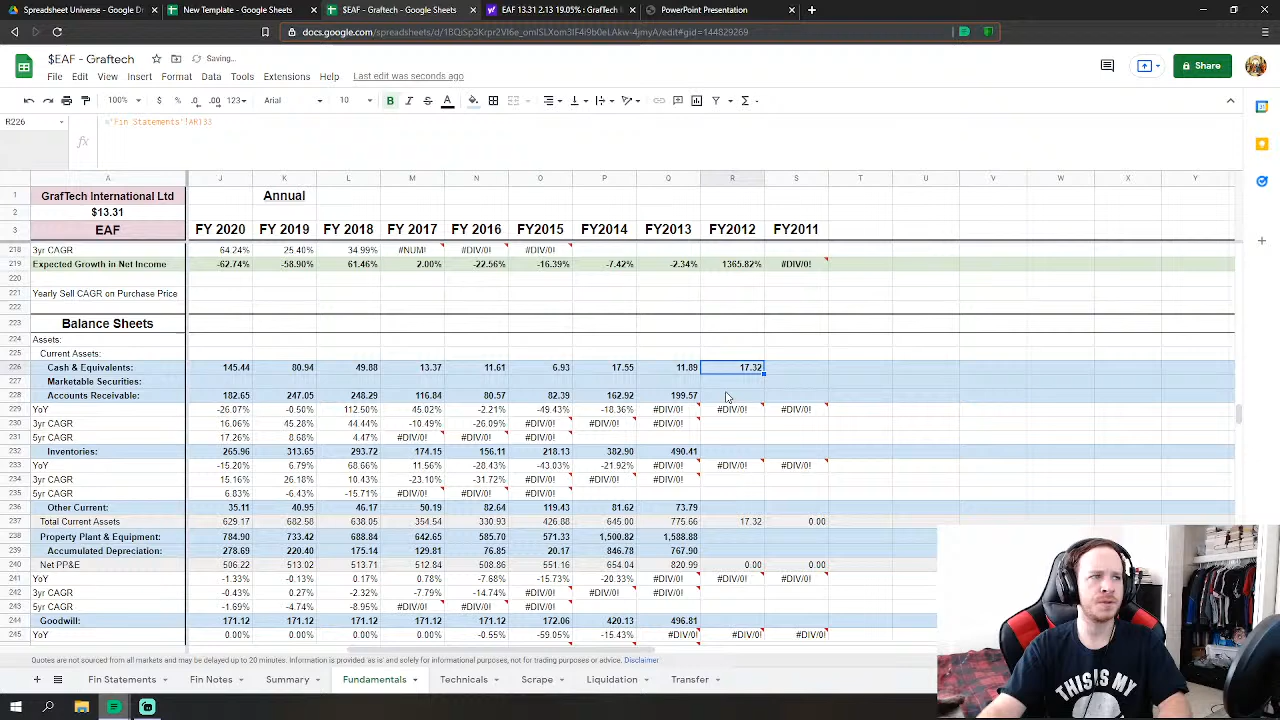 Spreadsheet Universe - Google D
New Template - Google Sheets
$EAF - Graftech - Google Sheets
EAF 13.31 2.13 19.05% : GrafTech I
PowerPoint Presentation
$EAF - Graftech
Saving...
File Edit View Insert Format Data Tools Extensions Help Last edit was seconds ago
Share
100% $ % .0 .00 123 Arial 10 B I S A
R226
='Fin Statements'!AR133
fx
A J K L M N O P Q R S T U V W X Y
1 GrafTech International Ltd Annual
2 $13.31
3 EAF FY 2020 FY 2019 FY 2018 FY 2017 FY 2016 FY2015 FY2014 FY2013 FY2012 FY2011
218 3yr CAGR 64.24% 25.40% 34.99% #NUM! #DIV/0! #DIV/0!
219 Expected Growth in Net Income -62.74% -58.90% 61.46% 2.00% -22.56% -16.39% -7.42% -2.34% 1365.82% #DIV/0!
220
221 Yearly Sell CAGR on Purchase Price
222
223 Balance Sheets
224 Assets:
225 Current Assets:
226 Cash & Equivalents: 145.44 80.94 49.88 13.37 11.61 6.93 17.55 11.89 17.32
227 Marketable Securities:
228 Accounts Receivable: 182.65 247.05 248.29 116.84 80.57 82.39 162.92 199.57
229 YoY -26.07% -0.50% 112.50% 45.02% -2.21% -49.43% -18.36% #DIV/0! #DIV/0! #DIV/0!
230 3yr CAGR 16.06% 45.28% 44.44% -10.49% -26.09% #DIV/0! #DIV/0! #DIV/0!
231 5yr CAGR 17.26% 8.68% 4.47% #DIV/0! #DIV/0! #DIV/0!
232 Inventories: 265.96 313.65 293.72 174.15 156.11 218.13 382.90 490.41
233 YoY -15.20% 6.79% 68.66% 11.56% -28.43% -43.03% -21.92% #DIV/0! #DIV/0! #DIV/0!
234 3yr CAGR 15.16% 26.18% 10.43% -23.10% -31.72% #DIV/0! #DIV/0! #DIV/0!
235 5yr CAGR 6.83% -6.43% -15.71% #DIV/0! #DIV/0! #DIV/0!
236 Other Current: 35.11 40.95 46.17 50.19 82.64 119.43 81.62 73.79
237 Total Current Assets 629.17 682.58 638.05 354.54 330.93 426.88 645.00 775.66 17.32 0.00
238 Property Plant & Equipment: 784.90 733.42 688.84 642.65 585.70 571.33 1,500.82 1,588.88
239 Accumulated Depreciation: 278.69 220.40 175.14 129.81 76.85 20.17 846.78 767.90
240 Net PP&E 506.22 513.02 513.71 512.84 508.86 551.16 654.04 820.99 0.00 0.00
241 YoY -1.33% -0.13% 0.17% 0.78% -7.68% -15.73% -20.33% #DIV/0! #DIV/0! #DIV/0!
242 3yr CAGR -0.43% 0.27% -2.32% -7.79% -14.74% #DIV/0! #DIV/0! #DIV/0!
243 5yr CAGR -1.69% -4.74% -8.95% #DIV/0! #DIV/0! #DIV/0!
244 Goodwill: 171.12 171.12 171.12 171.12 171.12 172.06 420.13 496.81
245 YoY 0.00% 0.00% 0.00% 0.00% -0.55% -59.05% -15.43% #DIV/0! #DIV/0! #DIV/0!
Quotes are not sourced from all markets and may be delayed up to 20 minutes. Information is provided 'as is' and solely for informational purposes, not for trading purposes or advice. Disclaimer
Fin Statements Fin Notes Summary Fundamentals Technicals Scrape Liquidation Transfer
THIS IS MY